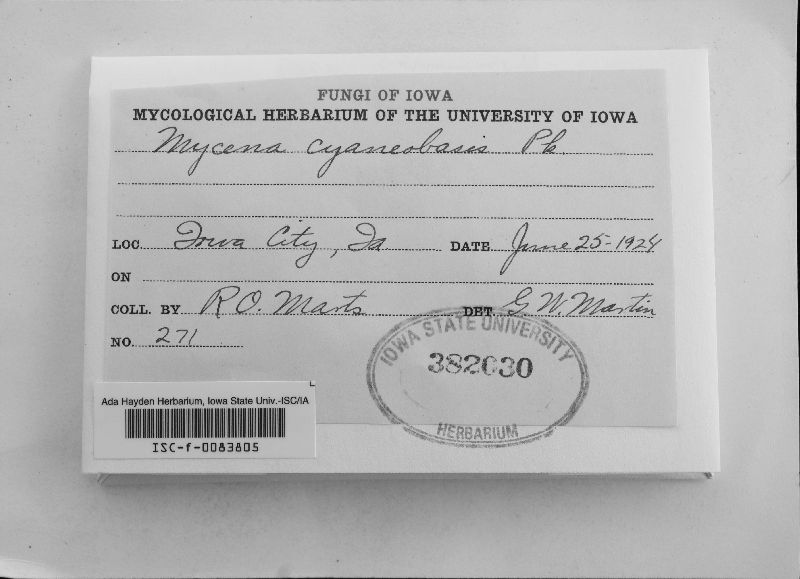 FUNGI OF IOWA
MYCOLOGICAL HERBARIUM OF THE UNIVERSITY OF IOWA
Mycena cyaneobasis Pk.
LOC. Iowa City, Ia DATE June 25-1924
ON
COLL. BY R.O. Marts DET. G.W. Martin
NO. 271
IOWA STATE UNIVERSITY
382030
HERBARIUM
Ada Hayden Herbarium, Iowa State Univ.-ISC/IA
ISC-f-0083805